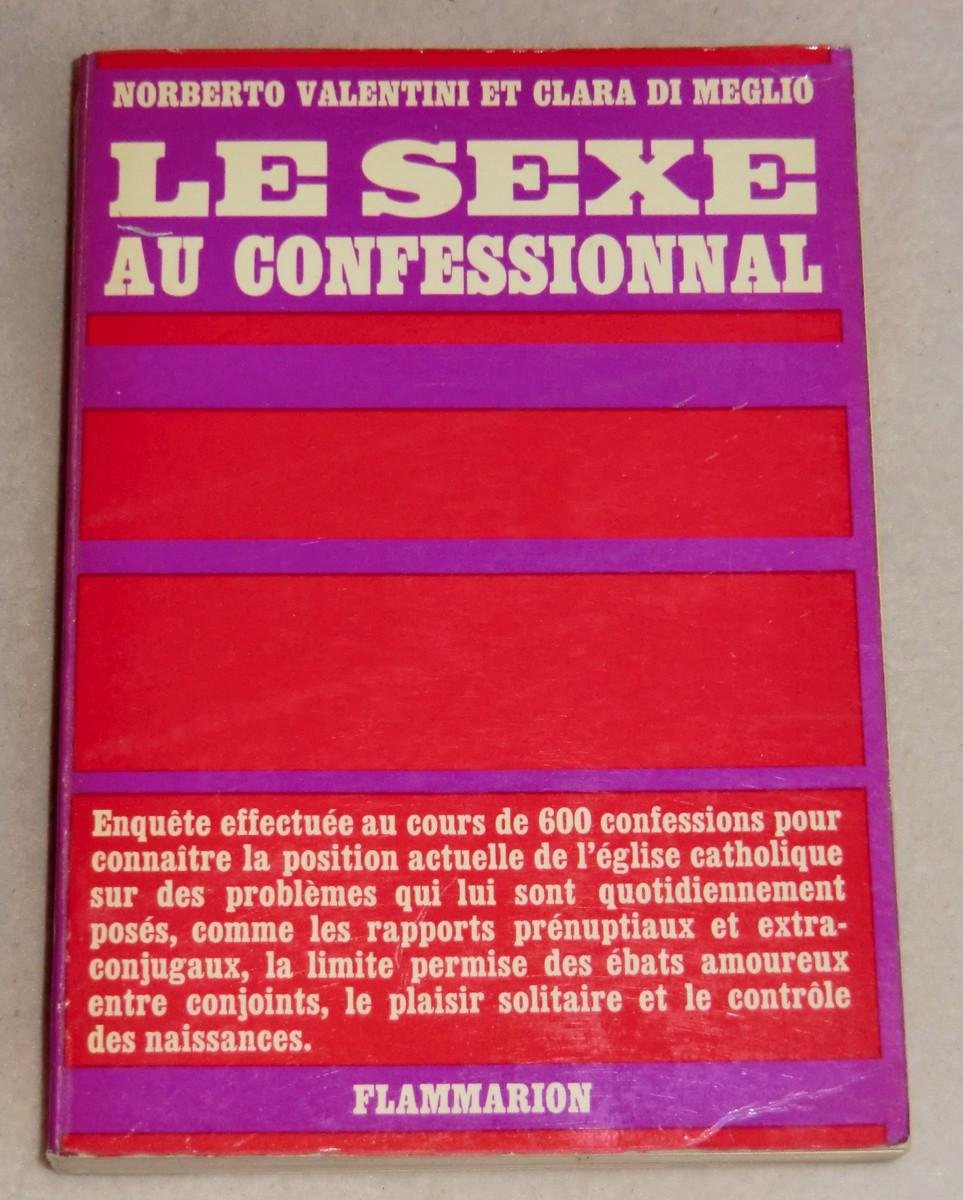 NORBERTO VALENTINI ET CLARA DI MEGLIO
LE SEXE
AU CONFESSIONNAL
Enquête effectuée au cours de 600 confessions pour
connaître la position actuelle de l'église catholique
sur des problèmes qui lui sont quotidiennement
posés, comme les rapports prénuptiaux et extra-
conjugaux, la limite permise des ébats amoureux
entre conjoints, le plaisir solitaire et le contrôle
des naissances.
FLAMMARION